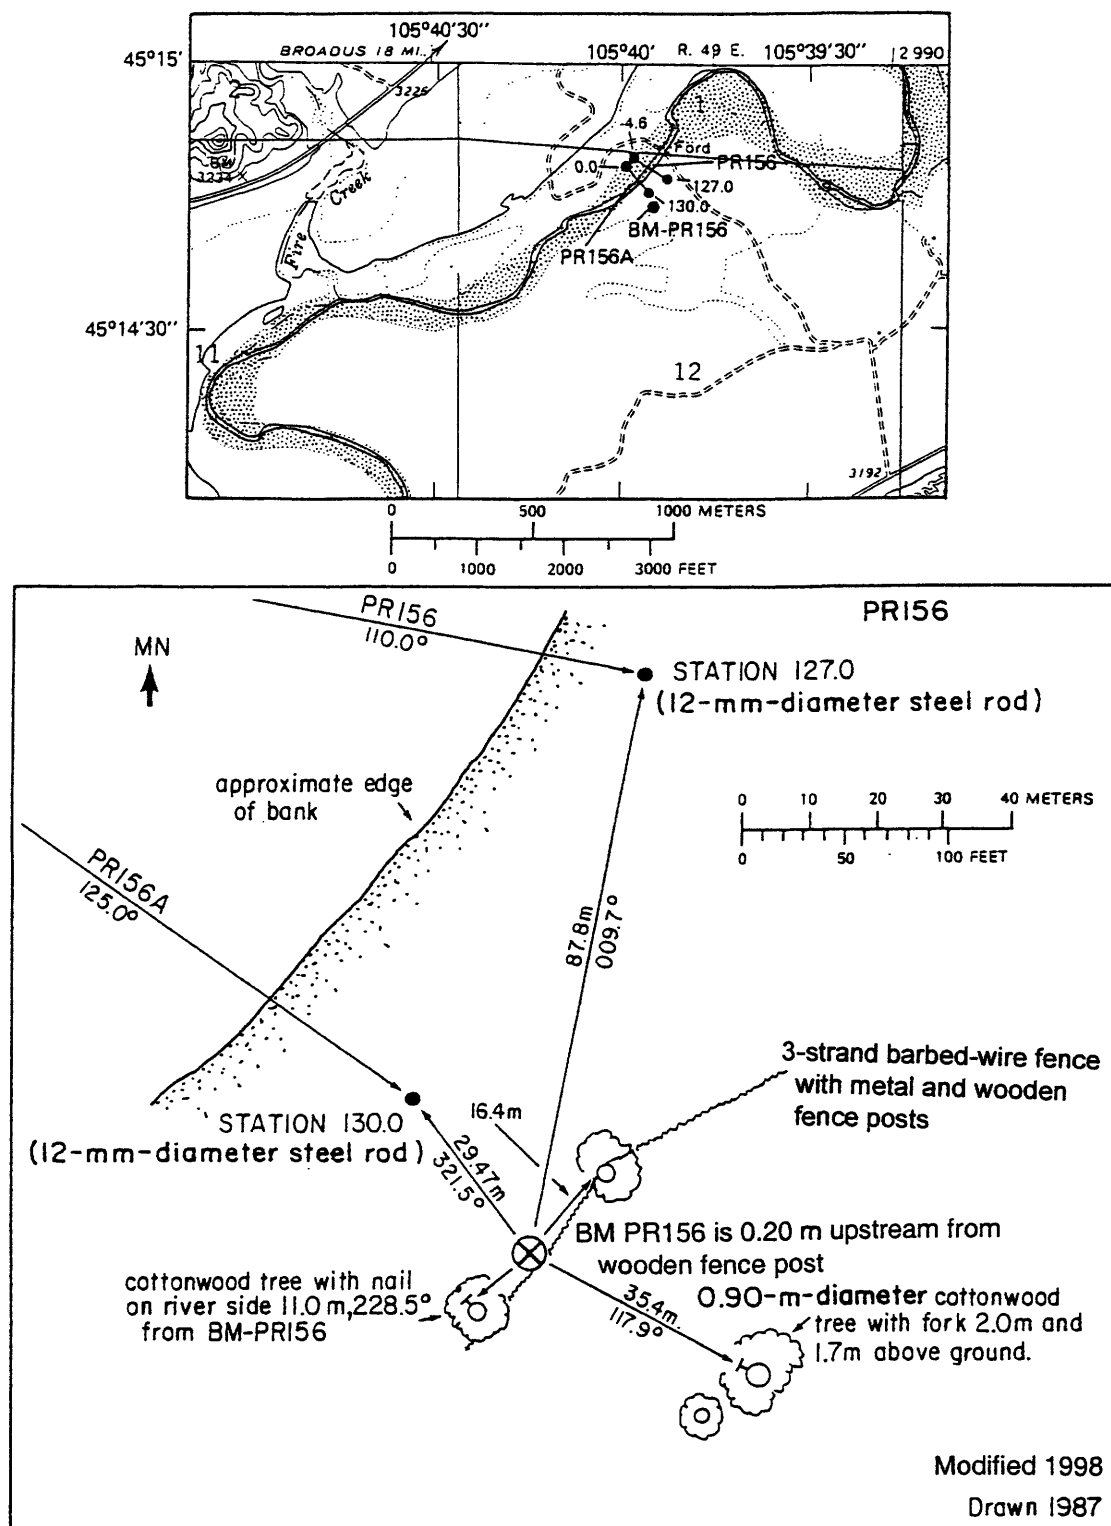 105°40'30"
45°15'
BROADUS 18 MI.
105°40'
R. 49 E.
105°39'30"
12 990
3225
1
4.6
Ford
PR156
0.0
127.0
130.0
BM-PR156
PR156A
3234
Fire Creek
45°14'30"
11
12
3192
0 500 1000 METERS
0 1000 2000 3000 FEET
PR156
110.0°
PR156
MN
STATION 127.0
(12-mm-diameter steel rod)
approximate edge
of bank
0 10 20 30 40 METERS
0 50 100 FEET
PR156A
125.0°
87.8m
009.7°
3-strand barbed-wire fence
with metal and wooden
fence posts
16.4m
STATION 130.0
(12-mm-diameter steel rod)
29.47m
321.5°
BM PR156 is 0.20 m upstream from
wooden fence post
cottonwood tree with nail
on river side 11.0 m, 228.5°
from BM-PR156
35.4m.
117.9°
0.90-m-diameter cottonwood
tree with fork 2.0m and
1.7m above ground.
Modified 1998
Drawn 1987